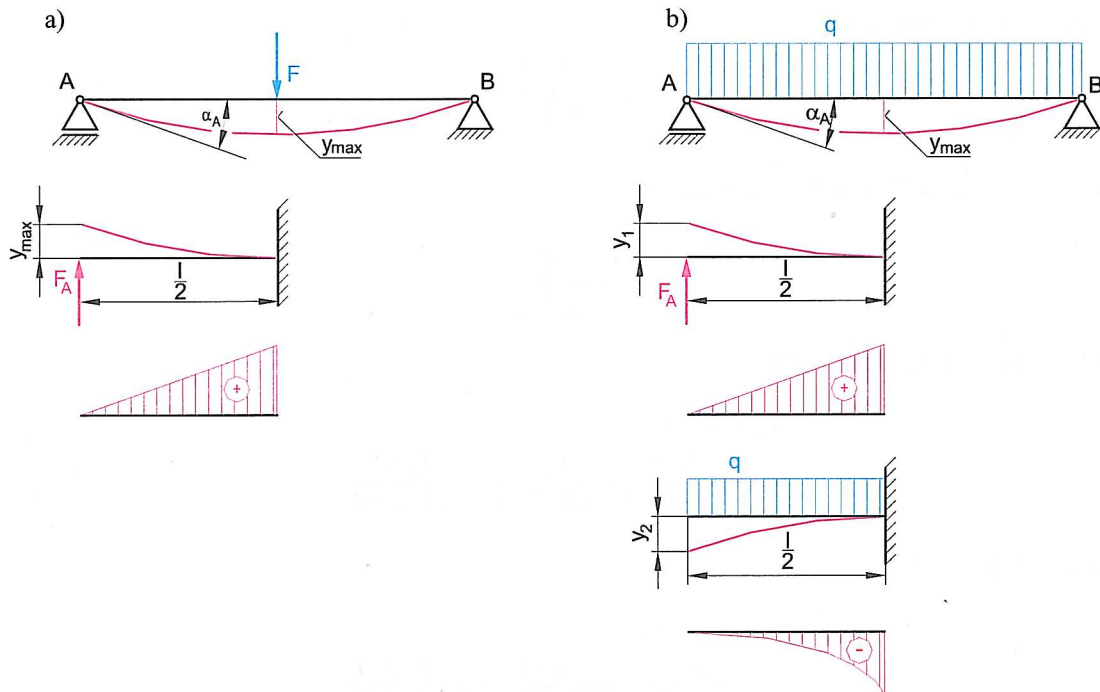 a)
A
F
B
α_A
y_max
y_max
F_A
l/2
+
b)
q
A
B
α_A
y_max
y_1
F_A
l/2
+
q
y_2
l/2
-